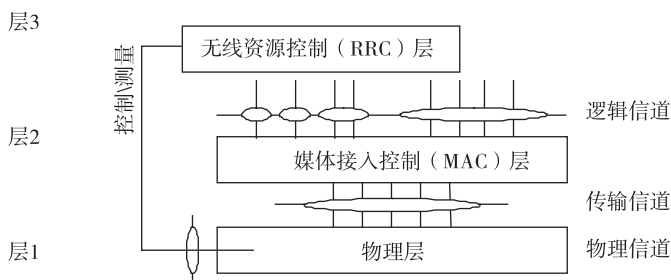 层3
无线资源控制（RRC）层
控制\测量
逻辑信道
层2
媒体接入控制（MAC）层
传输信道
层1
物理层
物理信道